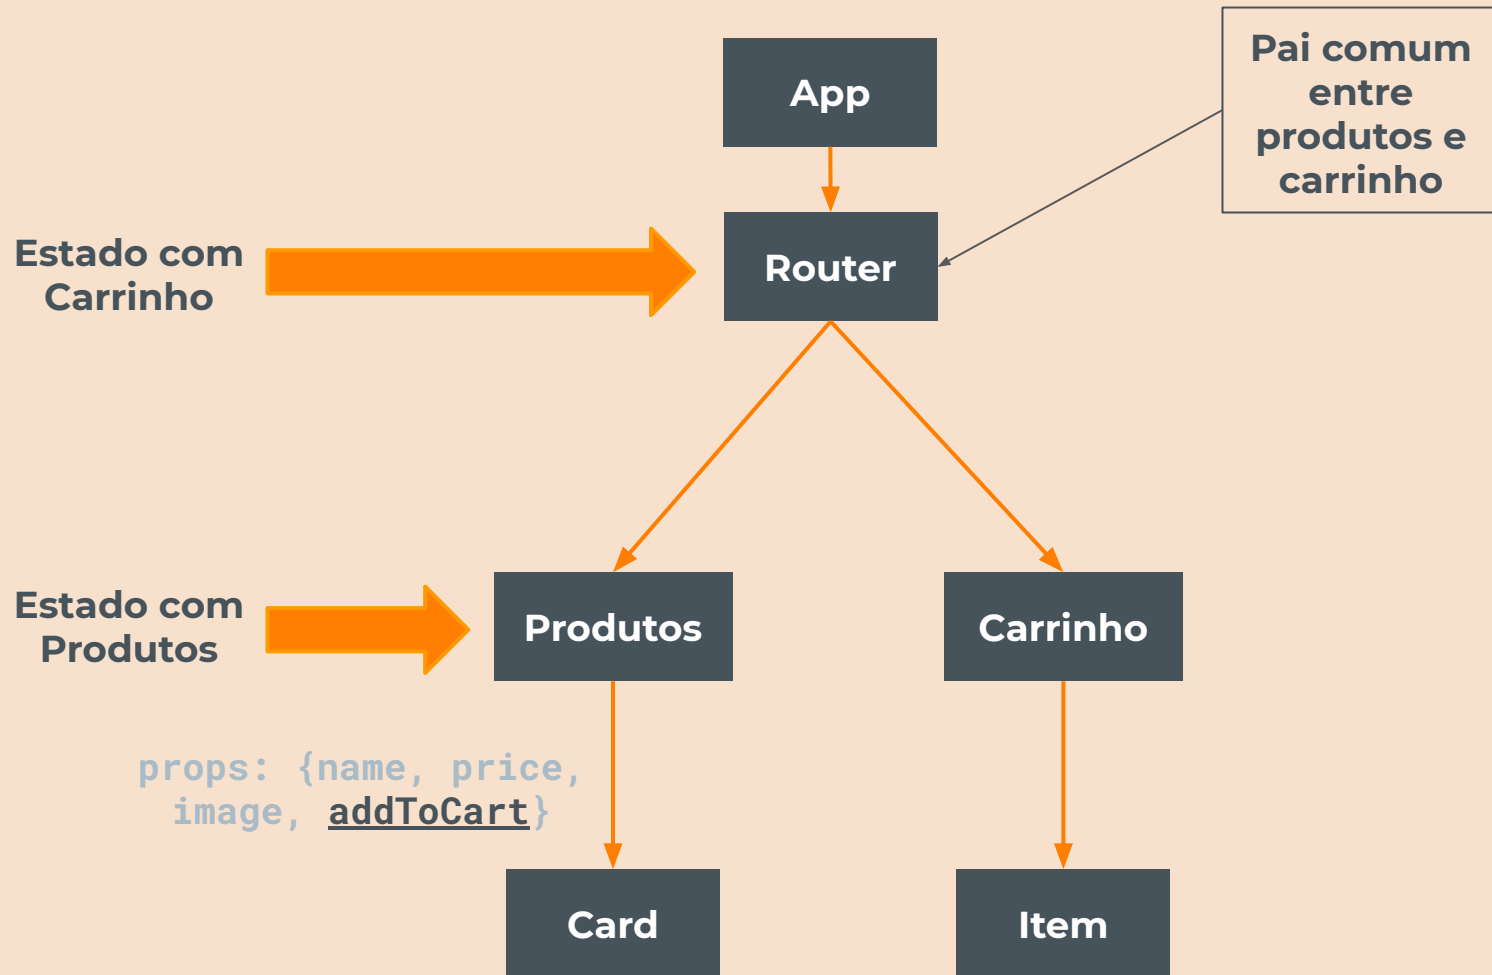 App
Pai comum
entre
produtos e
carrinho
Estado com
Carrinho
Router
Estado com
Produtos
Produtos
Carrinho
props: {name, price,
image, addToCart}
Card
Item